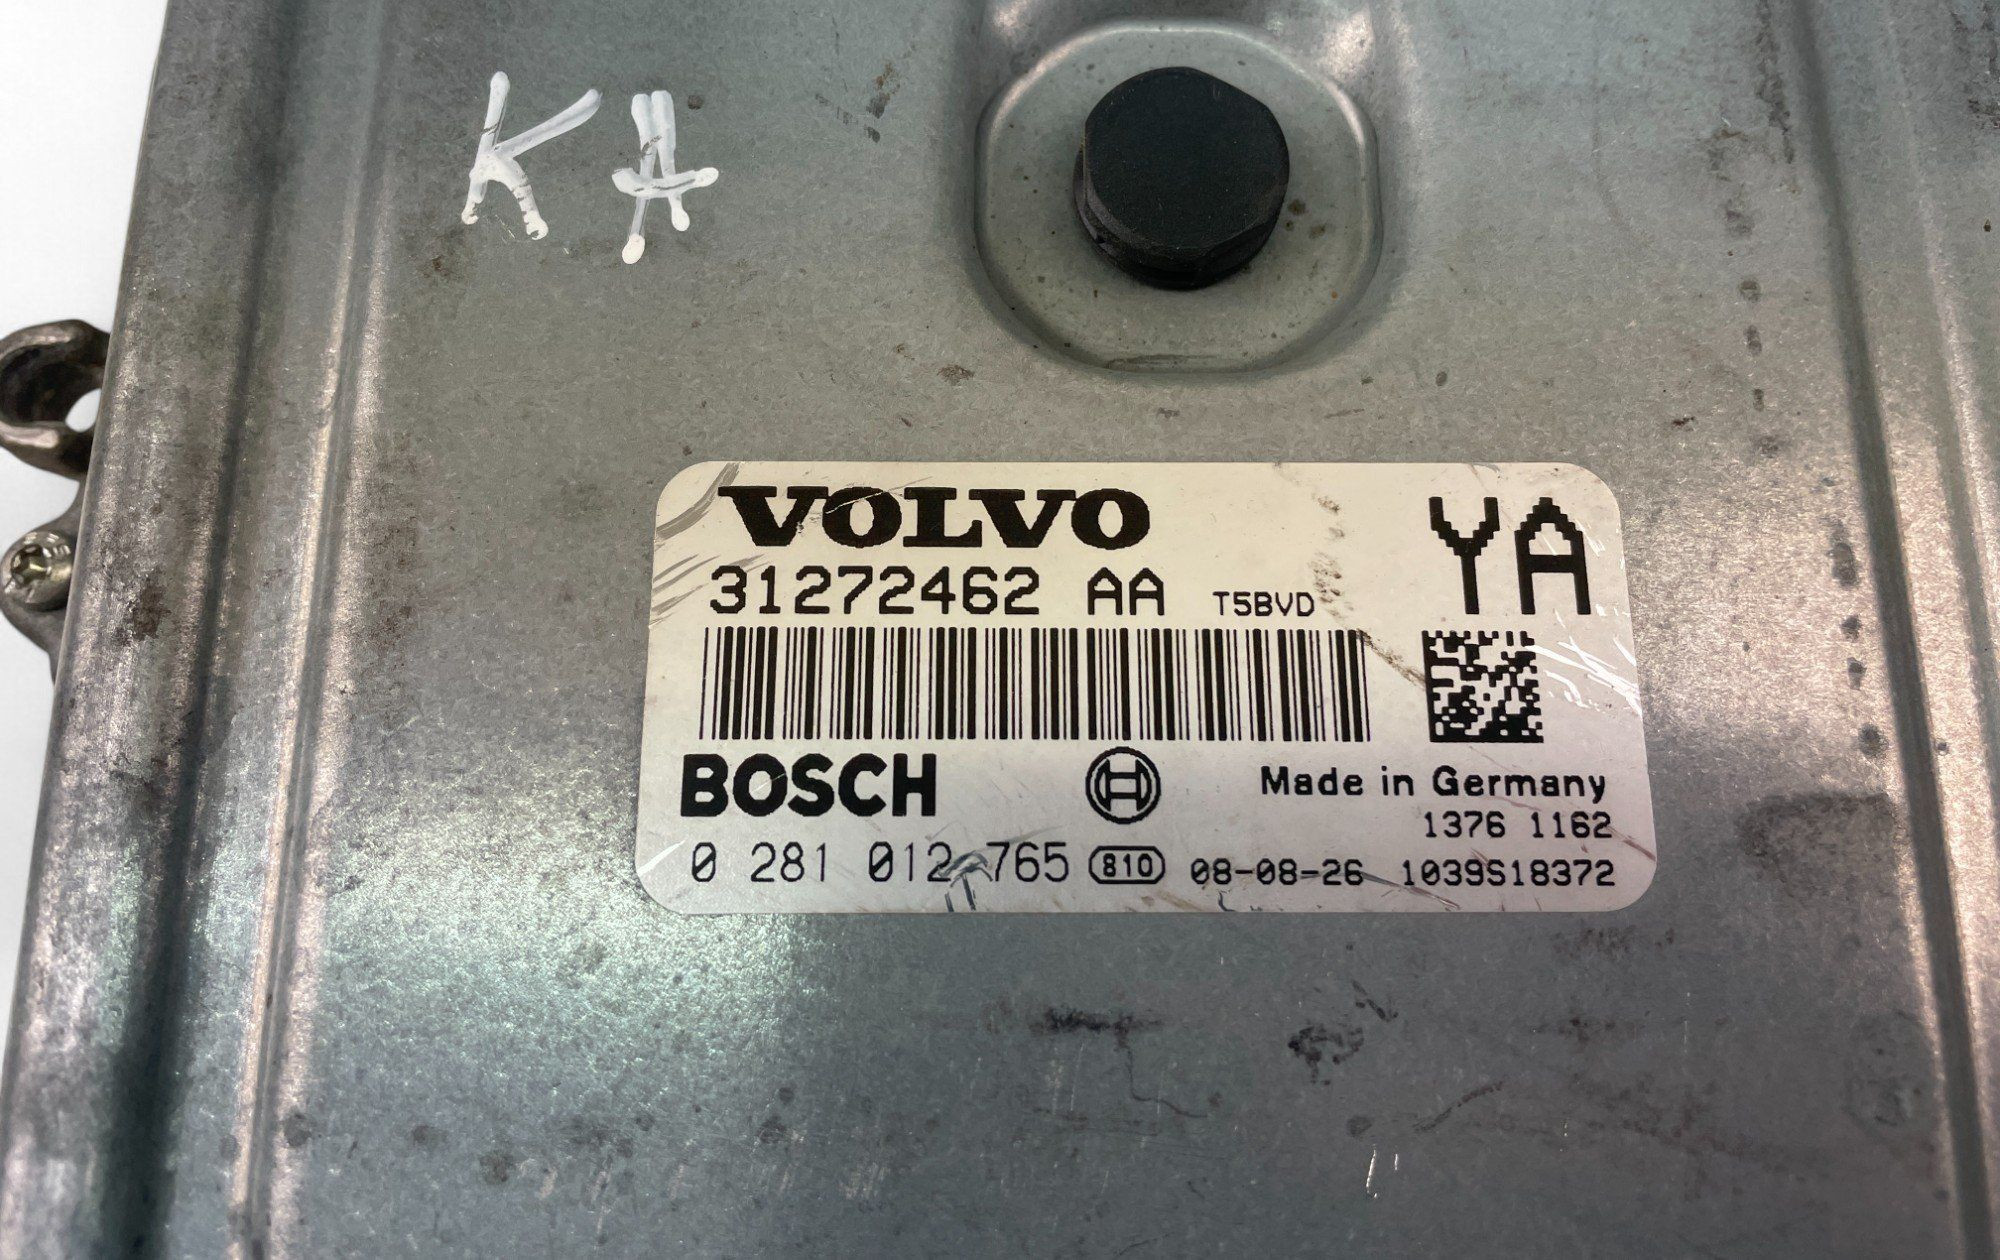 KA
VOLVO
YA
31272462 AA T5BVD
BOSCH
Made in Germany
1376 1162
0 281 012 765 810 08-08-26 1039S18372